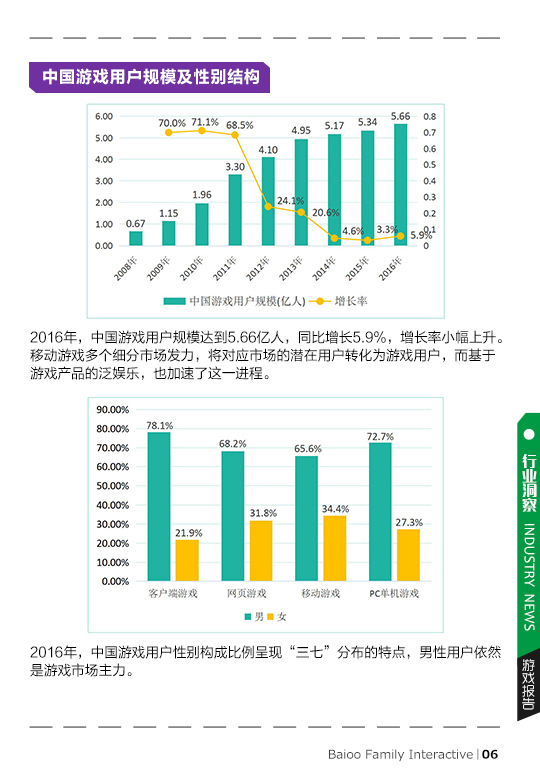 中国游戏用户规模及性别结构
6.00
5.00
4.00
3.00
2.00
1.00
0.00
0.8
0.7
0.6
0.5
0.4
0.3
0.2
0.1
0
0.67
1.15
1.96
3.30
4.10
4.95
5.17
5.34
5.66
70.0%
71.1%
68.5%
24.1%
20.6%
4.6%
3.3%
5.9%
2008年
2009年
2010年
2011年
2012年
2013年
2014年
2015年
2016年
中国游戏用户规模(亿人)
增长率
2016年，中国游戏用户规模达到5.66亿人，同比增长5.9%，增长率小幅上升。
移动游戏多个细分市场发力，将对应市场的潜在用户转化为游戏用户，而基于
游戏产品的泛娱乐，也加速了这一进程。
90.00%
80.00%
70.00%
60.00%
50.00%
40.00%
30.00%
20.00%
10.00%
0.00%
78.1%
21.9%
68.2%
31.8%
65.6%
34.4%
72.7%
27.3%
客户端游戏
网页游戏
移动游戏
PC单机游戏
男
女
2016年，中国游戏用户性别构成比例呈现“三七”分布的特点，男性用户依然
是游戏市场主力。
行业洞察
INDUSTRY NEWS
游戏报告
Baioo Family Interactive | 06